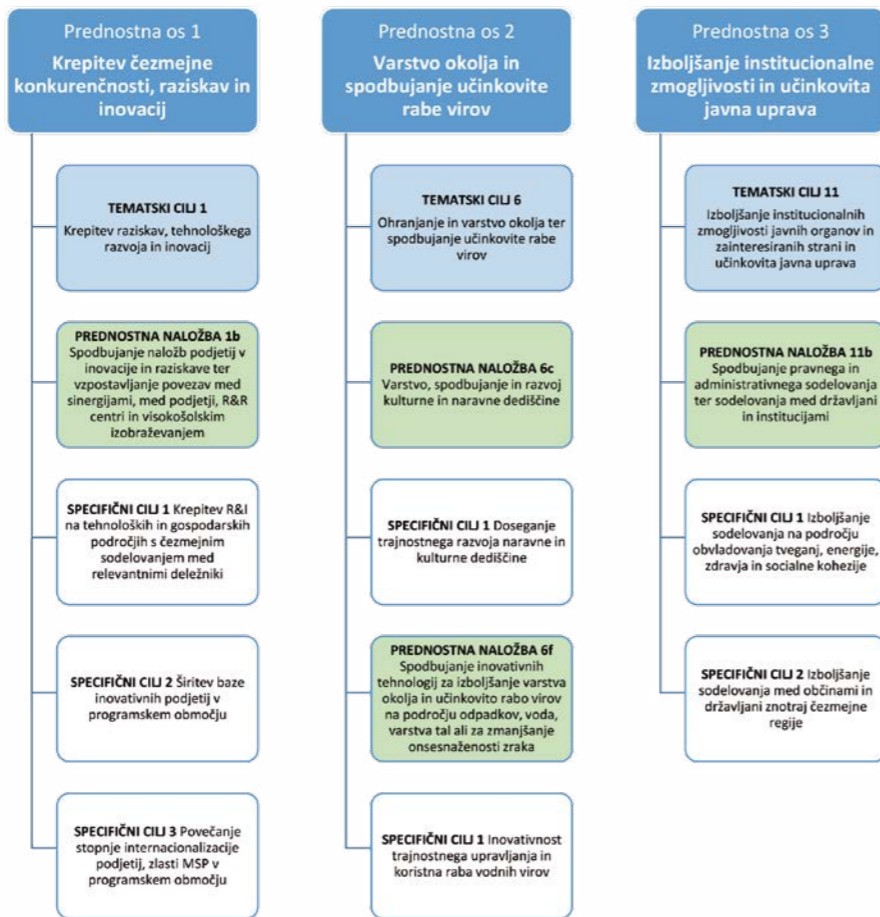 Prednostna os 1
Krepitev čezmejne
konkurenčnosti, raziskav in
inovacij
TEMATSKI CILJ 1
Krepitev raziskav, tehnološkega
razvoja in inovacij
PREDNOSTNA NALOŽBA 1b
Spodbujanje naložb podjetij v
inovacije in raziskave ter
vzpostavljanje povezav med
sinergijami, med podjetji, R&R
centri in visokošolskim
izobraževanjem
SPECIFIČNI CILJ 1 Krepitev R&I
na tehnoloških in gospodarskih
področjih s čezmejnim
sodelovanjem med
relevantnimi deležniki
SPECIFIČNI CILJ 2 Širitev baze
inovativnih podjetij v
programskem območju
SPECIFIČNI CILJ 3 Povečanje
stopnje internacionalizacije
podjetij, zlasti MSP v
programskem območju
Prednostna os 2
Varstvo okolja in
spodbujanje učinkovite
rabe virov
TEMATSKI CILJ 6
Ohranjanje in varstvo okolja ter
spodbujanje učinkovite rabe
virov
PREDNOSTNA NALOŽBA 6c
Varstvo, spodbujanje in razvoj
kulturne in naravne dediščine
SPECIFIČNI CILJ 1 Doseganje
trajnostnega razvoja naravne in
kulturne dediščine
PREDNOSTNA NALOŽBA 6f
Spodbujanje inovativnih
tehnologij za izboljšanje varstva
okolja in učinkovito rabo virov
na področju odpadkov, voda,
varstva tal ali za zmanjšanje
onsesnaženosti zraka
SPECIFIČNI CILJ 1 Inovativnost
trajnostnega upravljanja in
koristna raba vodnih virov
Prednostna os 3
Izboljšanje institucionalne
zmogljivosti in učinkovita
javna uprava
TEMATSKI CILJ 11
Izboljšanje institucionalnih
zmogljivosti javnih organov in
zainteresiranih strani in
učinkovita javna uprava
PREDNOSTNA NALOŽBA 11b
Spodbujanje pravnega in
administrativnega sodelovanja
ter sodelovanja med državljani
in institucijami
SPECIFIČNI CILJ 1 Izboljšanje
sodelovanja na področju
obvladovanja tveganj, energije,
zdravja in socialne kohezije
SPECIFIČNI CILJ 2 Izboljšanje
sodelovanja med občinami in
državljani znotraj čezmejne
regije